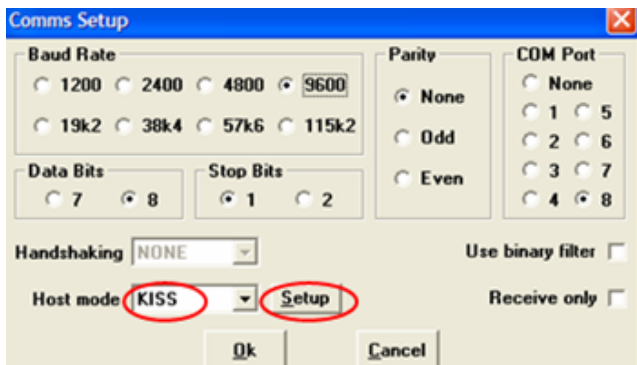 Comms Setup
Baud Rate
1200 2400 4800 9600
19k2 38k4 57k6 115k2
Parity
None
Odd
Even
COM Port
None
1 5
2 6
3 7
4 8
Data Bits
7 8
Stop Bits
1 2
Handshaking NONE
Use binary filter
Host mode KISS Setup
Receive only
Ok Cancel